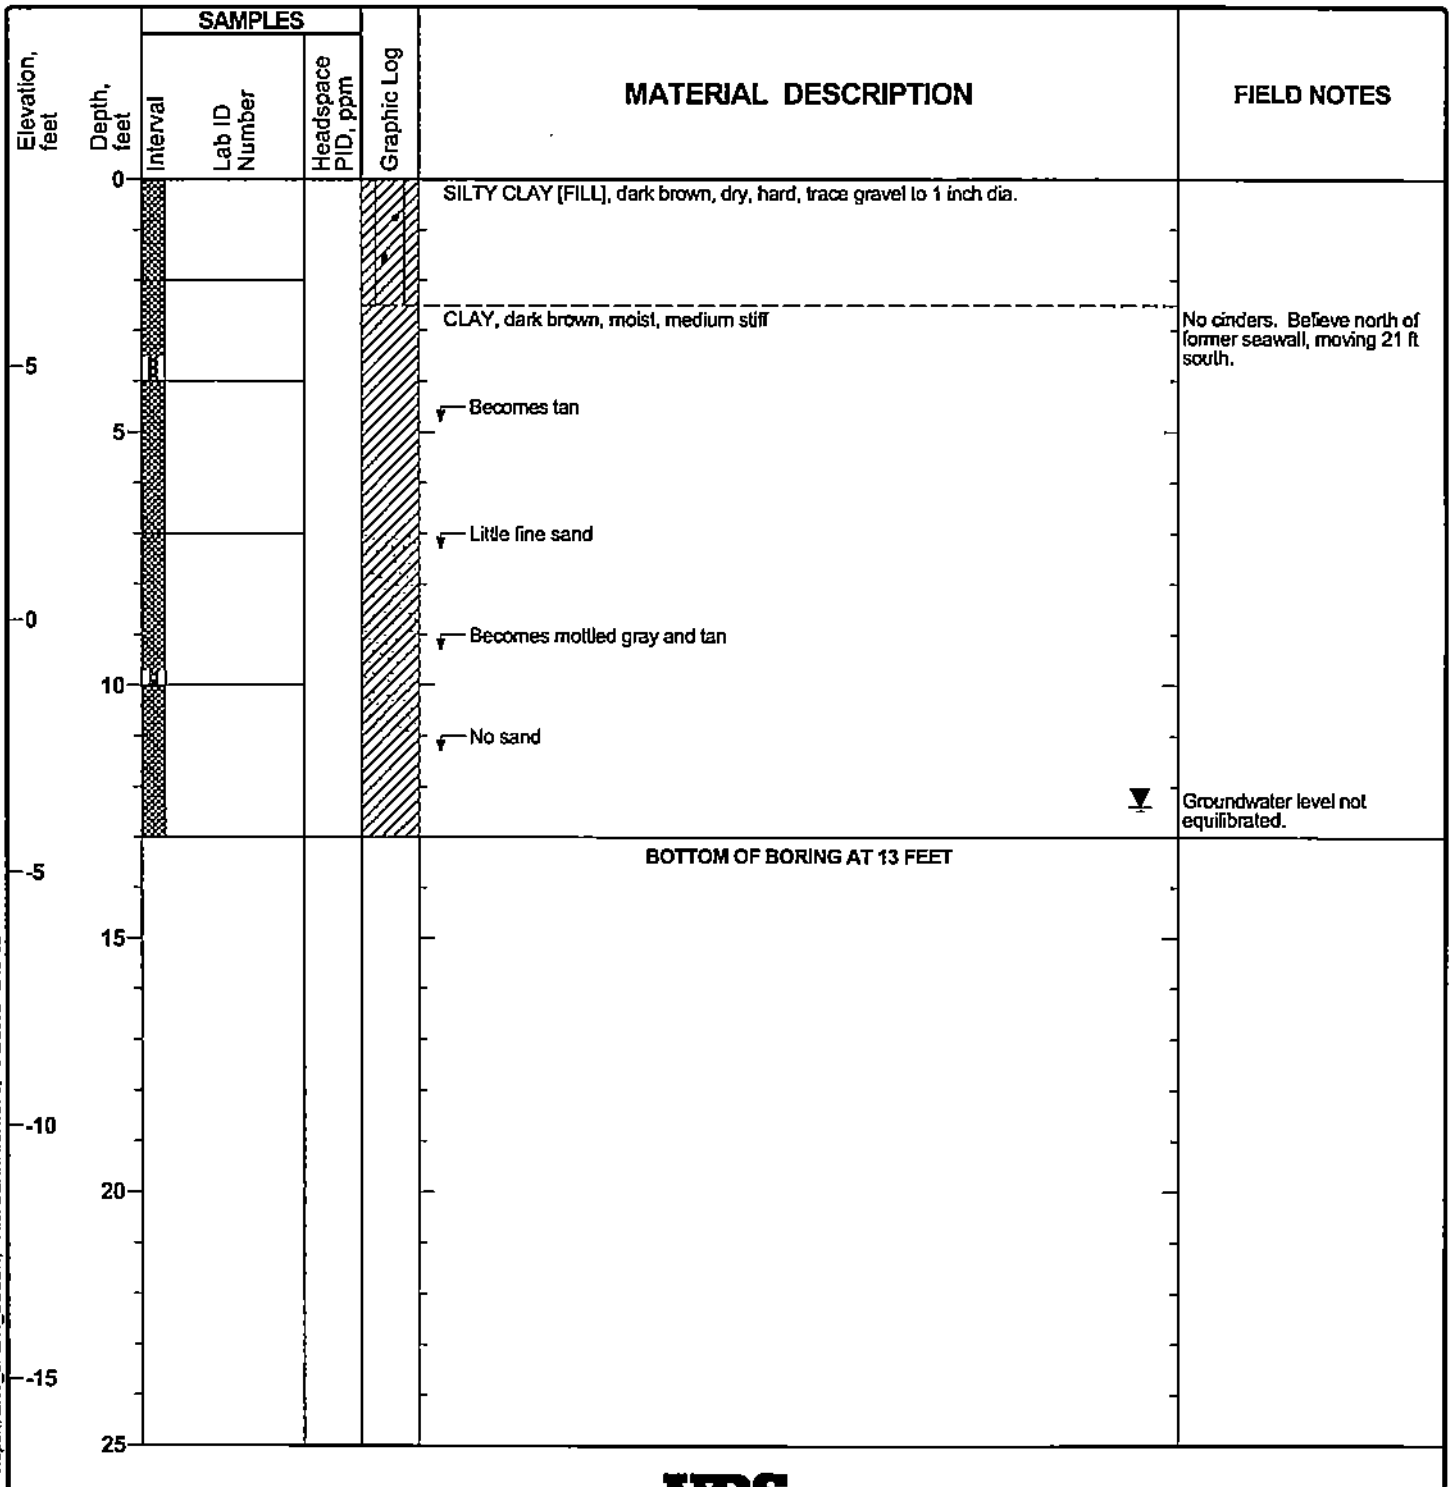 SAMPLES
Elevation,
feet
Depth,
feet
Interval
Lab ID
Number
Headspace
PID, ppm
Graphic Log
MATERIAL DESCRIPTION
FIELD NOTES
0
SILTY CLAY [FILL], dark brown, dry, hard, trace gravel to 1 inch dia.
CLAY, dark brown, moist, medium stiff
No cinders. Believe north of
former seawall, moving 21 ft
south.
5
Becomes tan
5
Little fine sand
0
Becomes mottled gray and tan
10
No sand
Groundwater level not
equilibrated.
BOTTOM OF BORING AT 13 FEET
-5
15
-10
20
-15
25